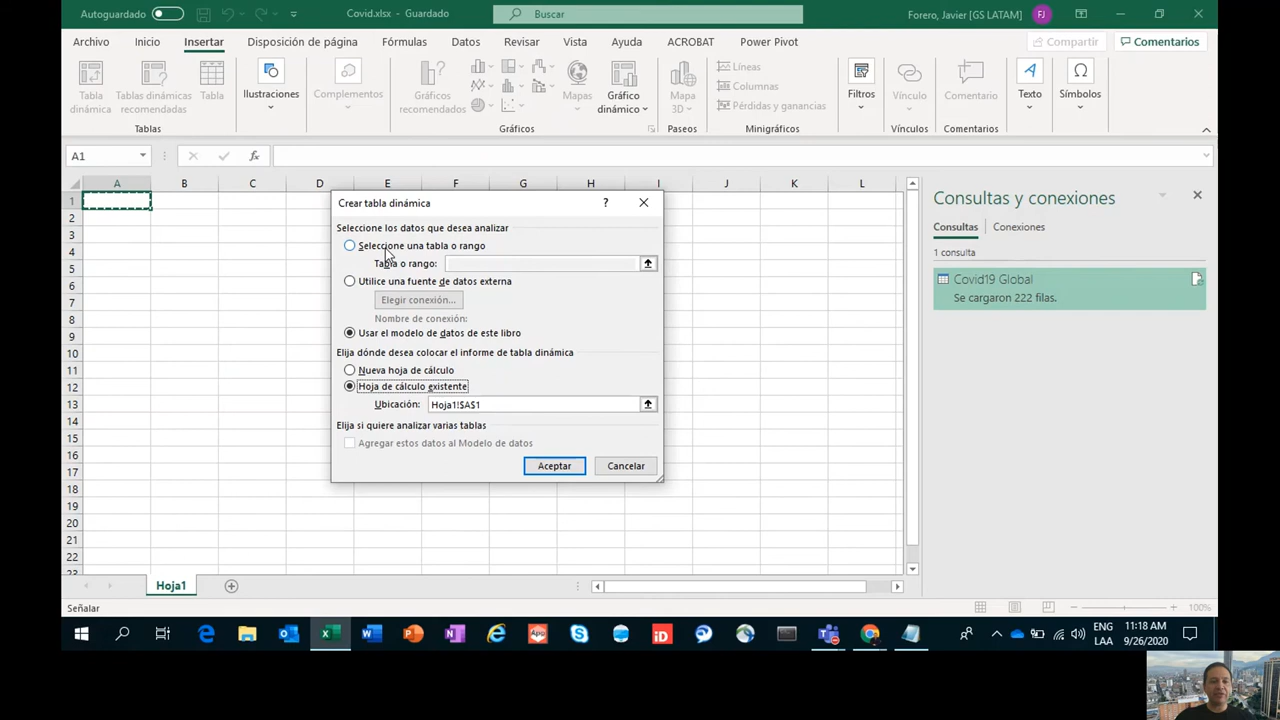 Autoguardado
Covid.xlsx - Guardado
Buscar
Forero, Javier [GS LATAM]
FJ
Archivo Inicio Insertar Disposición de página Fórmulas Datos Revisar Vista Ayuda ACROBAT Power Pivot
Compartir
Comentarios
Tabla dinámica
Tablas dinámicas recomendadas
Tabla
Ilustraciones
Complementos
Gráficos recomendados
Mapas
Gráfico dinámico
Mapa 3D
Líneas
Columnas
Pérdidas y ganancias
Filtros
Vínculo
Comentario
Texto
Símbolos
Tablas
Gráficos
Paseos
Minigráficos
Vínculos
Comentarios
A1
fx
A B C D E F G H I J K L
1
2
3
4
5
6
7
8
9
10
11
12
13
14
15
16
17
18
19
20
21
22
23
Crear tabla dinámica
?
Seleccione los datos que desea analizar
Seleccione una tabla o rango
Tabla o rango:
Utilice una fuente de datos externa
Elegir conexión...
Nombre de conexión:
Usar el modelo de datos de este libro
Elija dónde desea colocar el informe de tabla dinámica
Nueva hoja de cálculo
Hoja de cálculo existente
Ubicación: Hoja1!$A$1
Elija si quiere analizar varias tablas
Agregar estos datos al Modelo de datos
Aceptar Cancelar
Consultas y conexiones
Consultas Conexiones
1 consulta
Covid19 Global
Se cargaron 222 filas.
Hoja1
Señalar
100%
App
iD
ENG
LAA
11:18 AM
9/26/2020